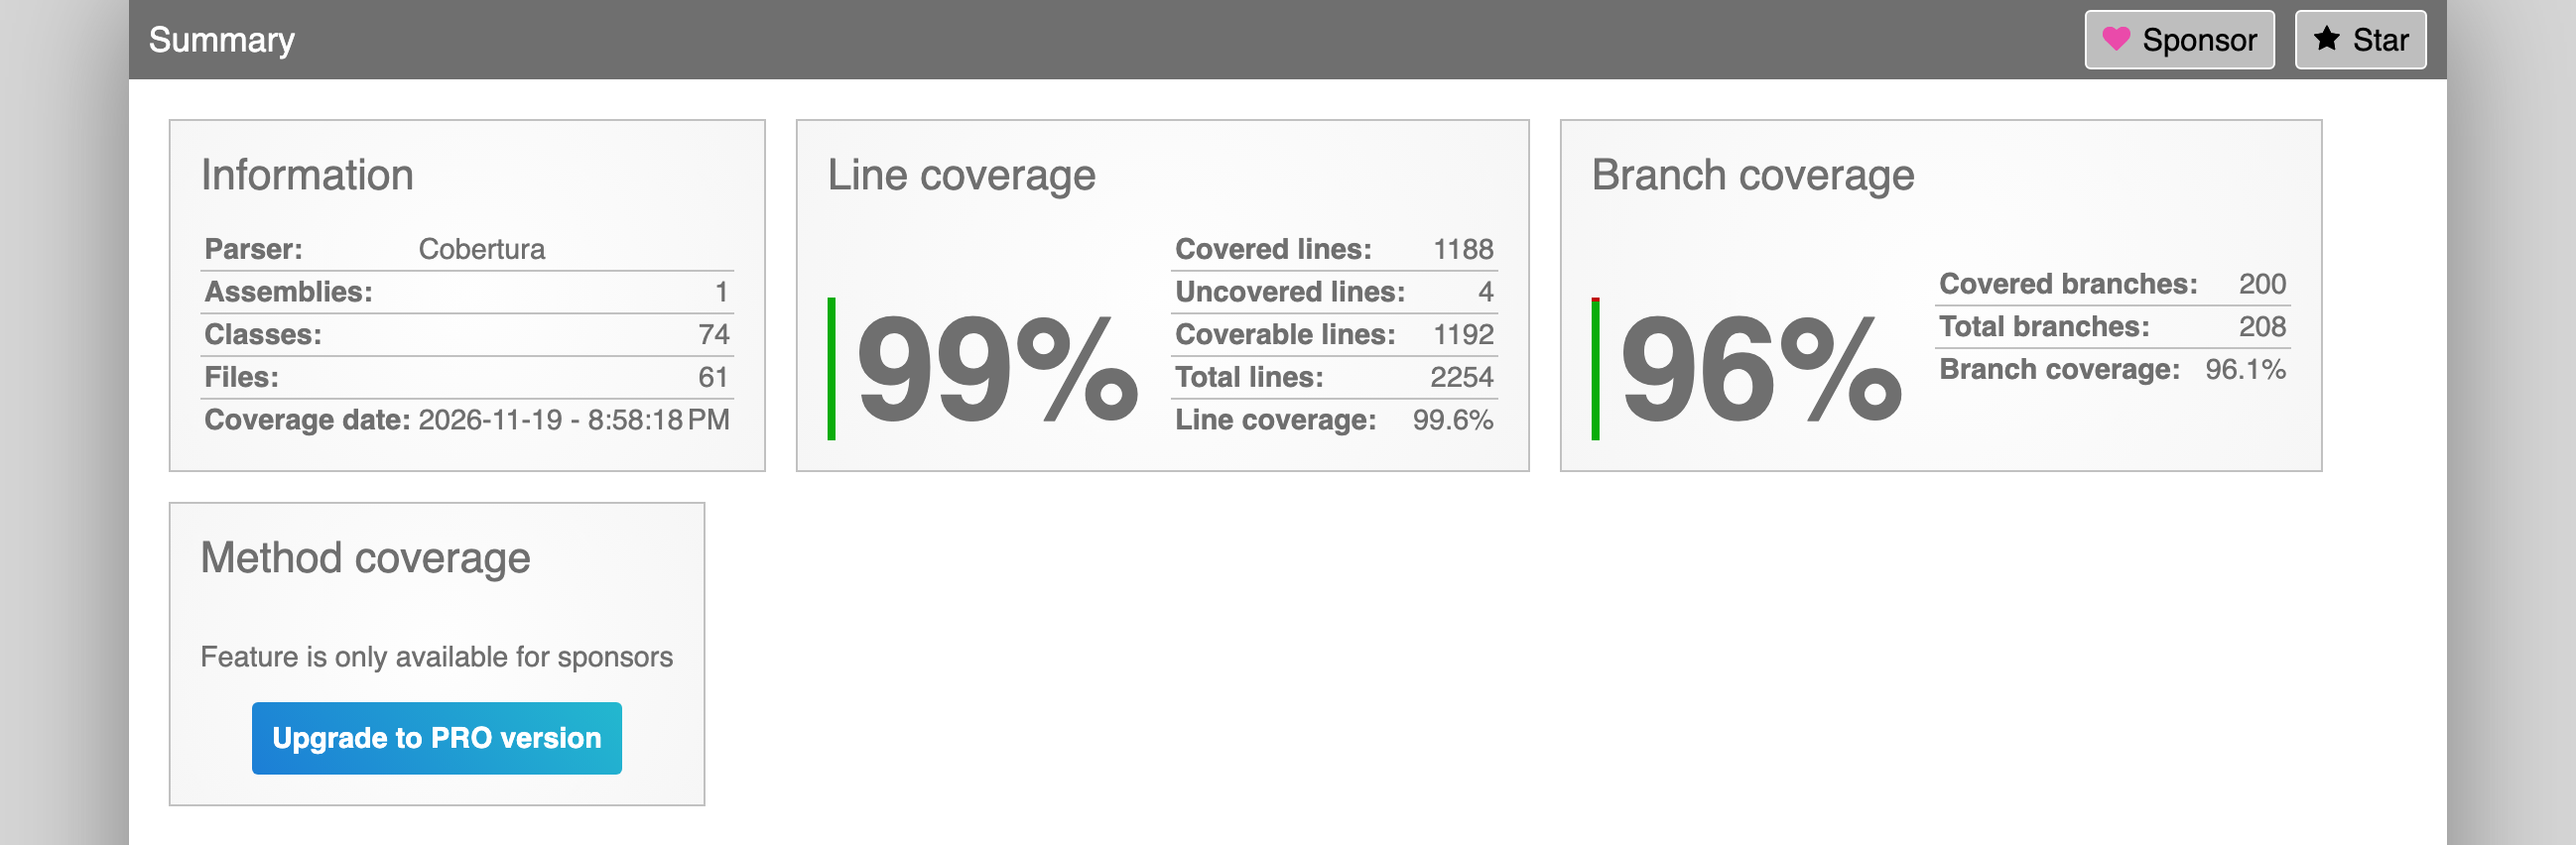 Summary
Sponsor
Star
Information
Parser: Cobertura
Assemblies: 1
Classes: 74
Files: 61
Coverage date: 2026-11-19 - 8:58:18 PM
Line coverage
99%
Covered lines: 1188
Uncovered lines: 4
Coverable lines: 1192
Total lines: 2254
Line coverage: 99.6%
Branch coverage
96%
Covered branches: 200
Total branches: 208
Branch coverage: 96.1%
Method coverage
Feature is only available for sponsors
Upgrade to PRO version